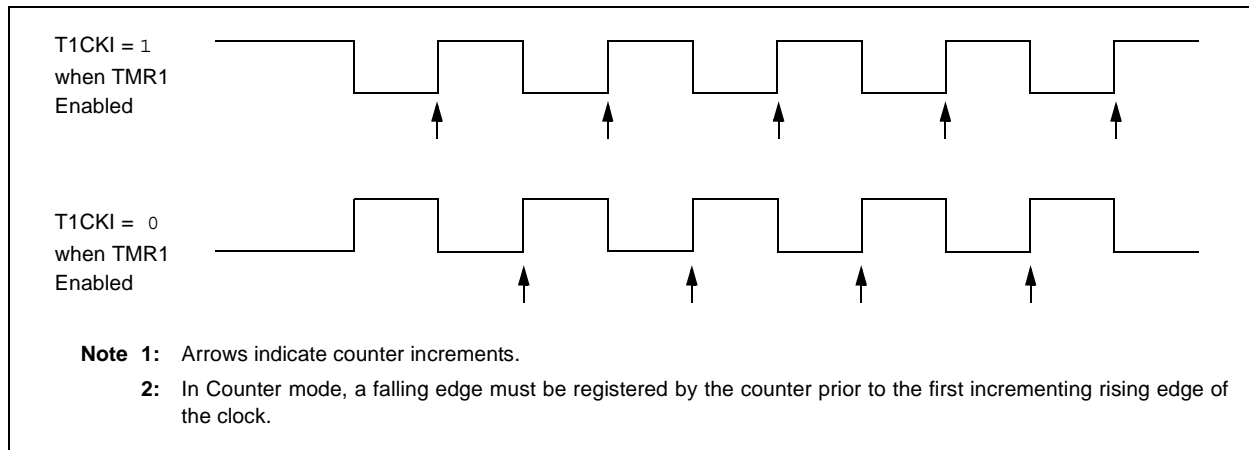 T1CKI = 1
when TMR1
Enabled
T1CKI = 0
when TMR1
Enabled
Note 1: Arrows indicate counter increments.
2: In Counter mode, a falling edge must be registered by the counter prior to the first incrementing rising edge of
the clock.